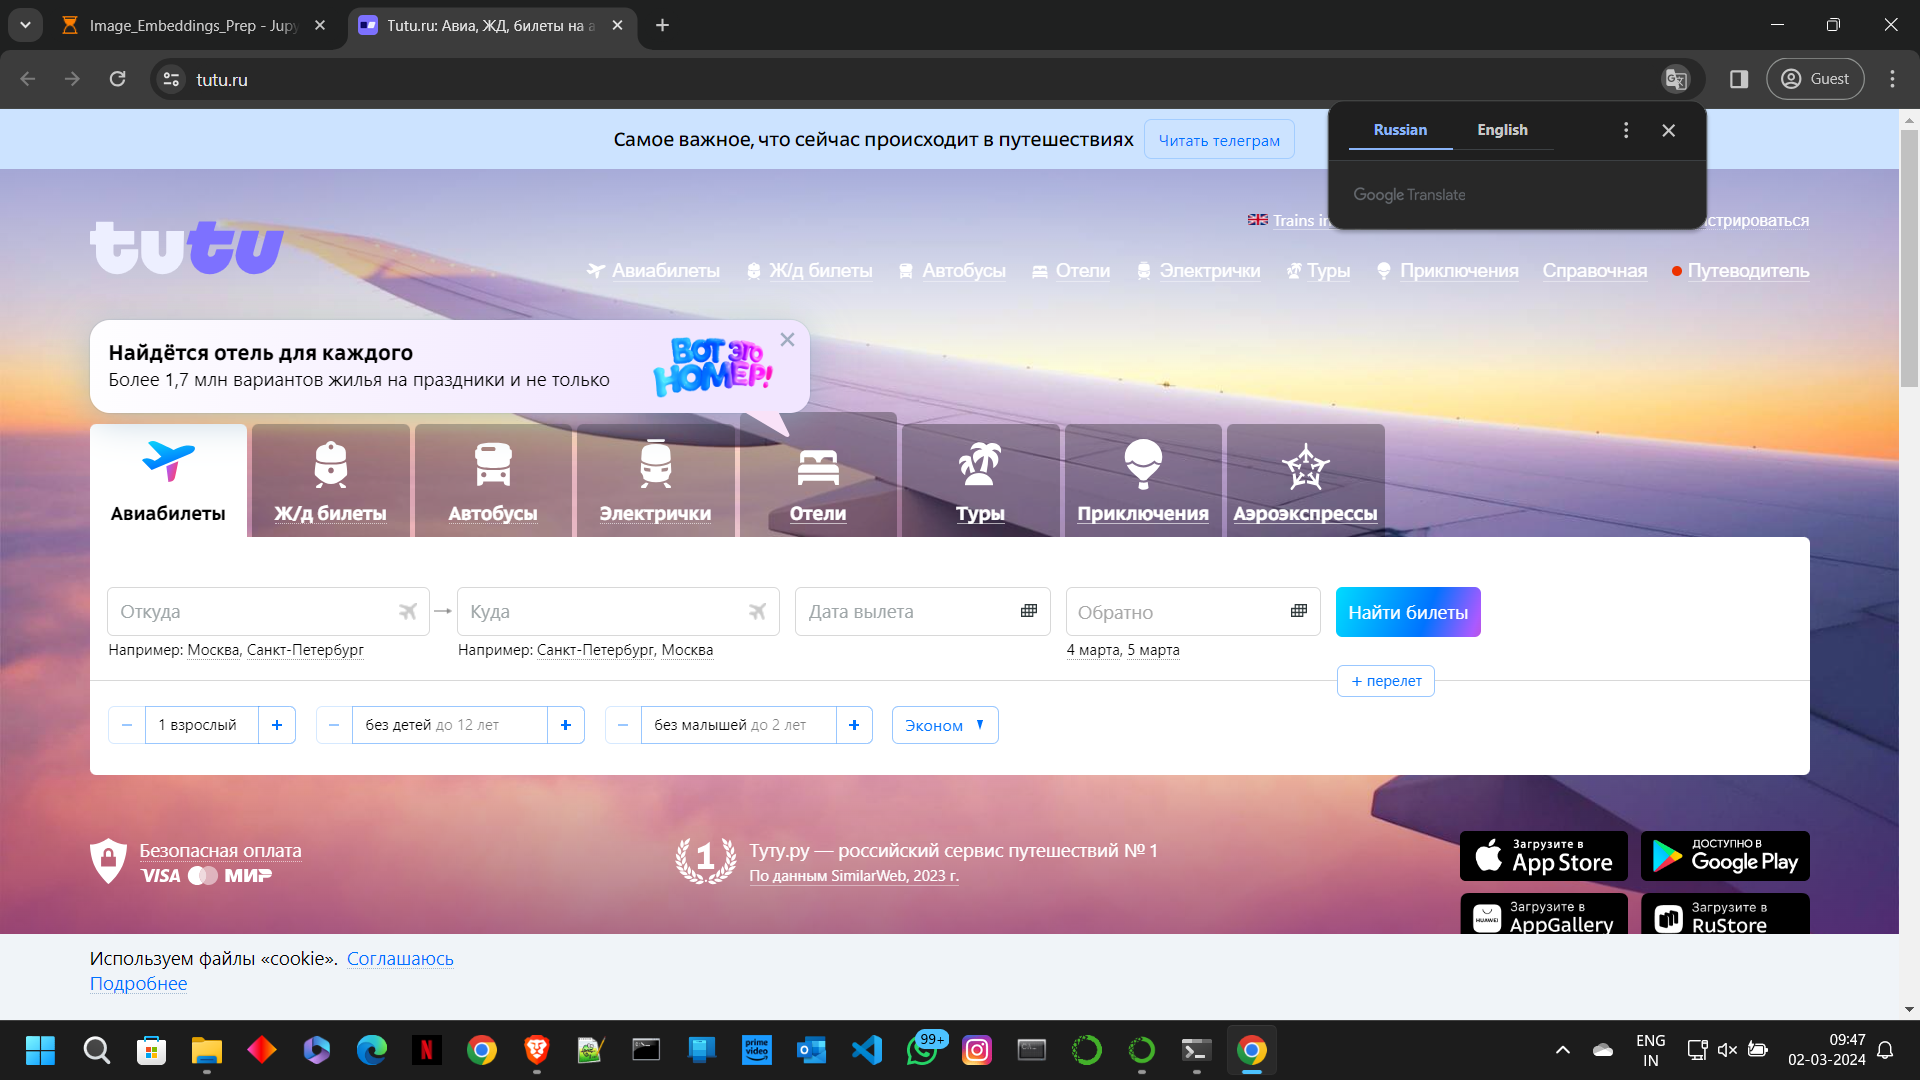 Image_Embeddings_Prep - Jupy
Tutu.ru: Авиа, ЖД, билеты на а
tutu.ru
Guest
Russian
English
Google Translate
Самое важное, что сейчас происходит в путешествиях
Читать телеграм
tutu
Trains in
стрироваться
Авиабилеты
Ж/д билеты
Автобусы
Отели
Электрички
Туры
Приключения
Справочная
Путеводитель
Найдётся отель для каждого
Более 1,7 млн вариантов жилья на праздники и не только
ВОТ ЭТО
НОМЕР!
Авиабилеты
Ж/д билеты
Автобусы
Электрички
Отели
Туры
Приключения
Аэроэкспрессы
Откуда
Куда
Дата вылета
Обратно
Найти билеты
Например: Москва, Санкт-Петербург
Например: Санкт-Петербург, Москва
4 марта, 5 марта
+ перелет
− 1 взрослый +
− без детей до 12 лет +
− без малышей до 2 лет +
Эконом
Безопасная оплата
VISA МИР
1
Туту.ру — российский сервис путешествий № 1
По данным SimilarWeb, 2023 г.
Загрузите в
App Store
ДОСТУПНО В
Google Play
HUAWEI
Загрузите в
AppGallery
Загрузите в
RuStore
Используем файлы «cookie». Соглашаюсь
Подробнее
prime video
99+
ENG
IN
09:47
02-03-2024